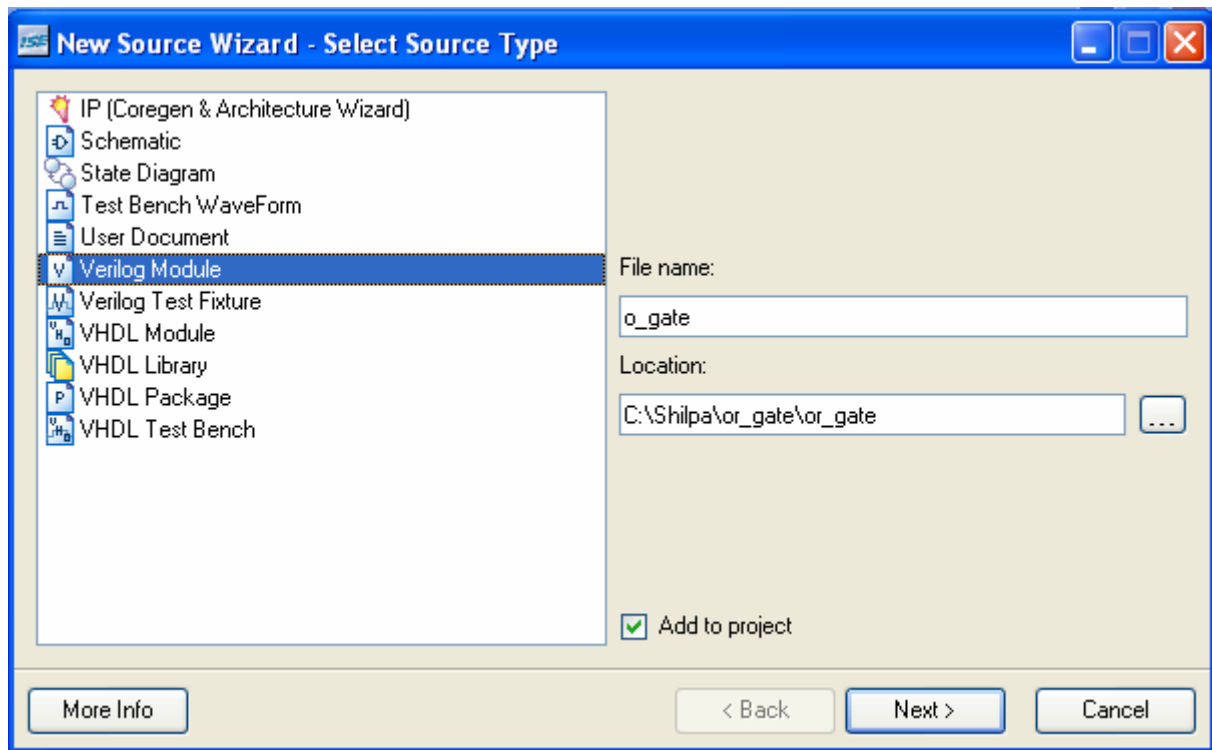 ISE New Source Wizard - Select Source Type
IP (Coregen & Architecture Wizard)
Schematic
State Diagram
Test Bench WaveForm
User Document
V Verilog Module
Verilog Test Fixture
VHDL Module
VHDL Library
P VHDL Package
VHDL Test Bench
File name:
o_gate
Location:
C:\Shilpa\or_gate\or_gate
...
Add to project
More Info
< Back
Next >
Cancel